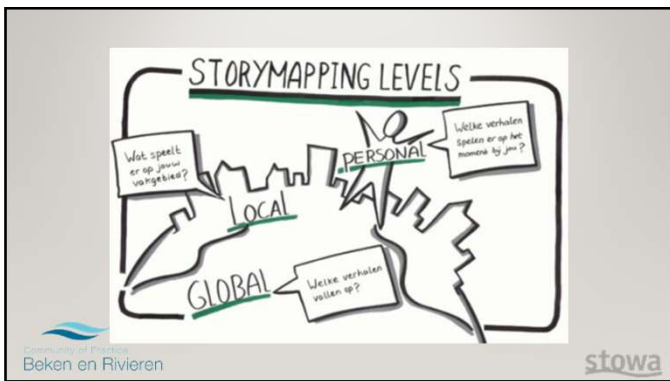 STORYMAPPING LEVELS
Wat speelt
er op jouw
vakgebied?
LOCAL
PERSONAL
Welke verhalen
spelen er op het
moment bij jou?
GLOBAL
Welke verhalen
vallen op?
Community of Practice
Beken en Rivieren
stowa